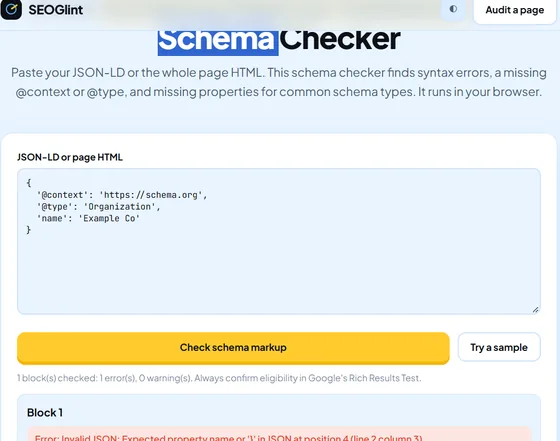 SEOGlint
Audit a page
Schema Checker
Paste your JSON-LD or the whole page HTML. This schema checker finds syntax errors, a missing
@context or @type, and missing properties for common schema types. It runs in your browser.
JSON-LD or page HTML
{
  '@context': 'https://schema.org',
  '@type': 'Organization',
  'name': 'Example Co'
}
Check schema markup
Try a sample
1 block(s) checked: 1 error(s), 0 warning(s). Always confirm eligibility in Google's Rich Results Test.
Block 1
Error: Invalid JSON: Expected property name or '}' in JSON at position 4 (line 2 column 3)